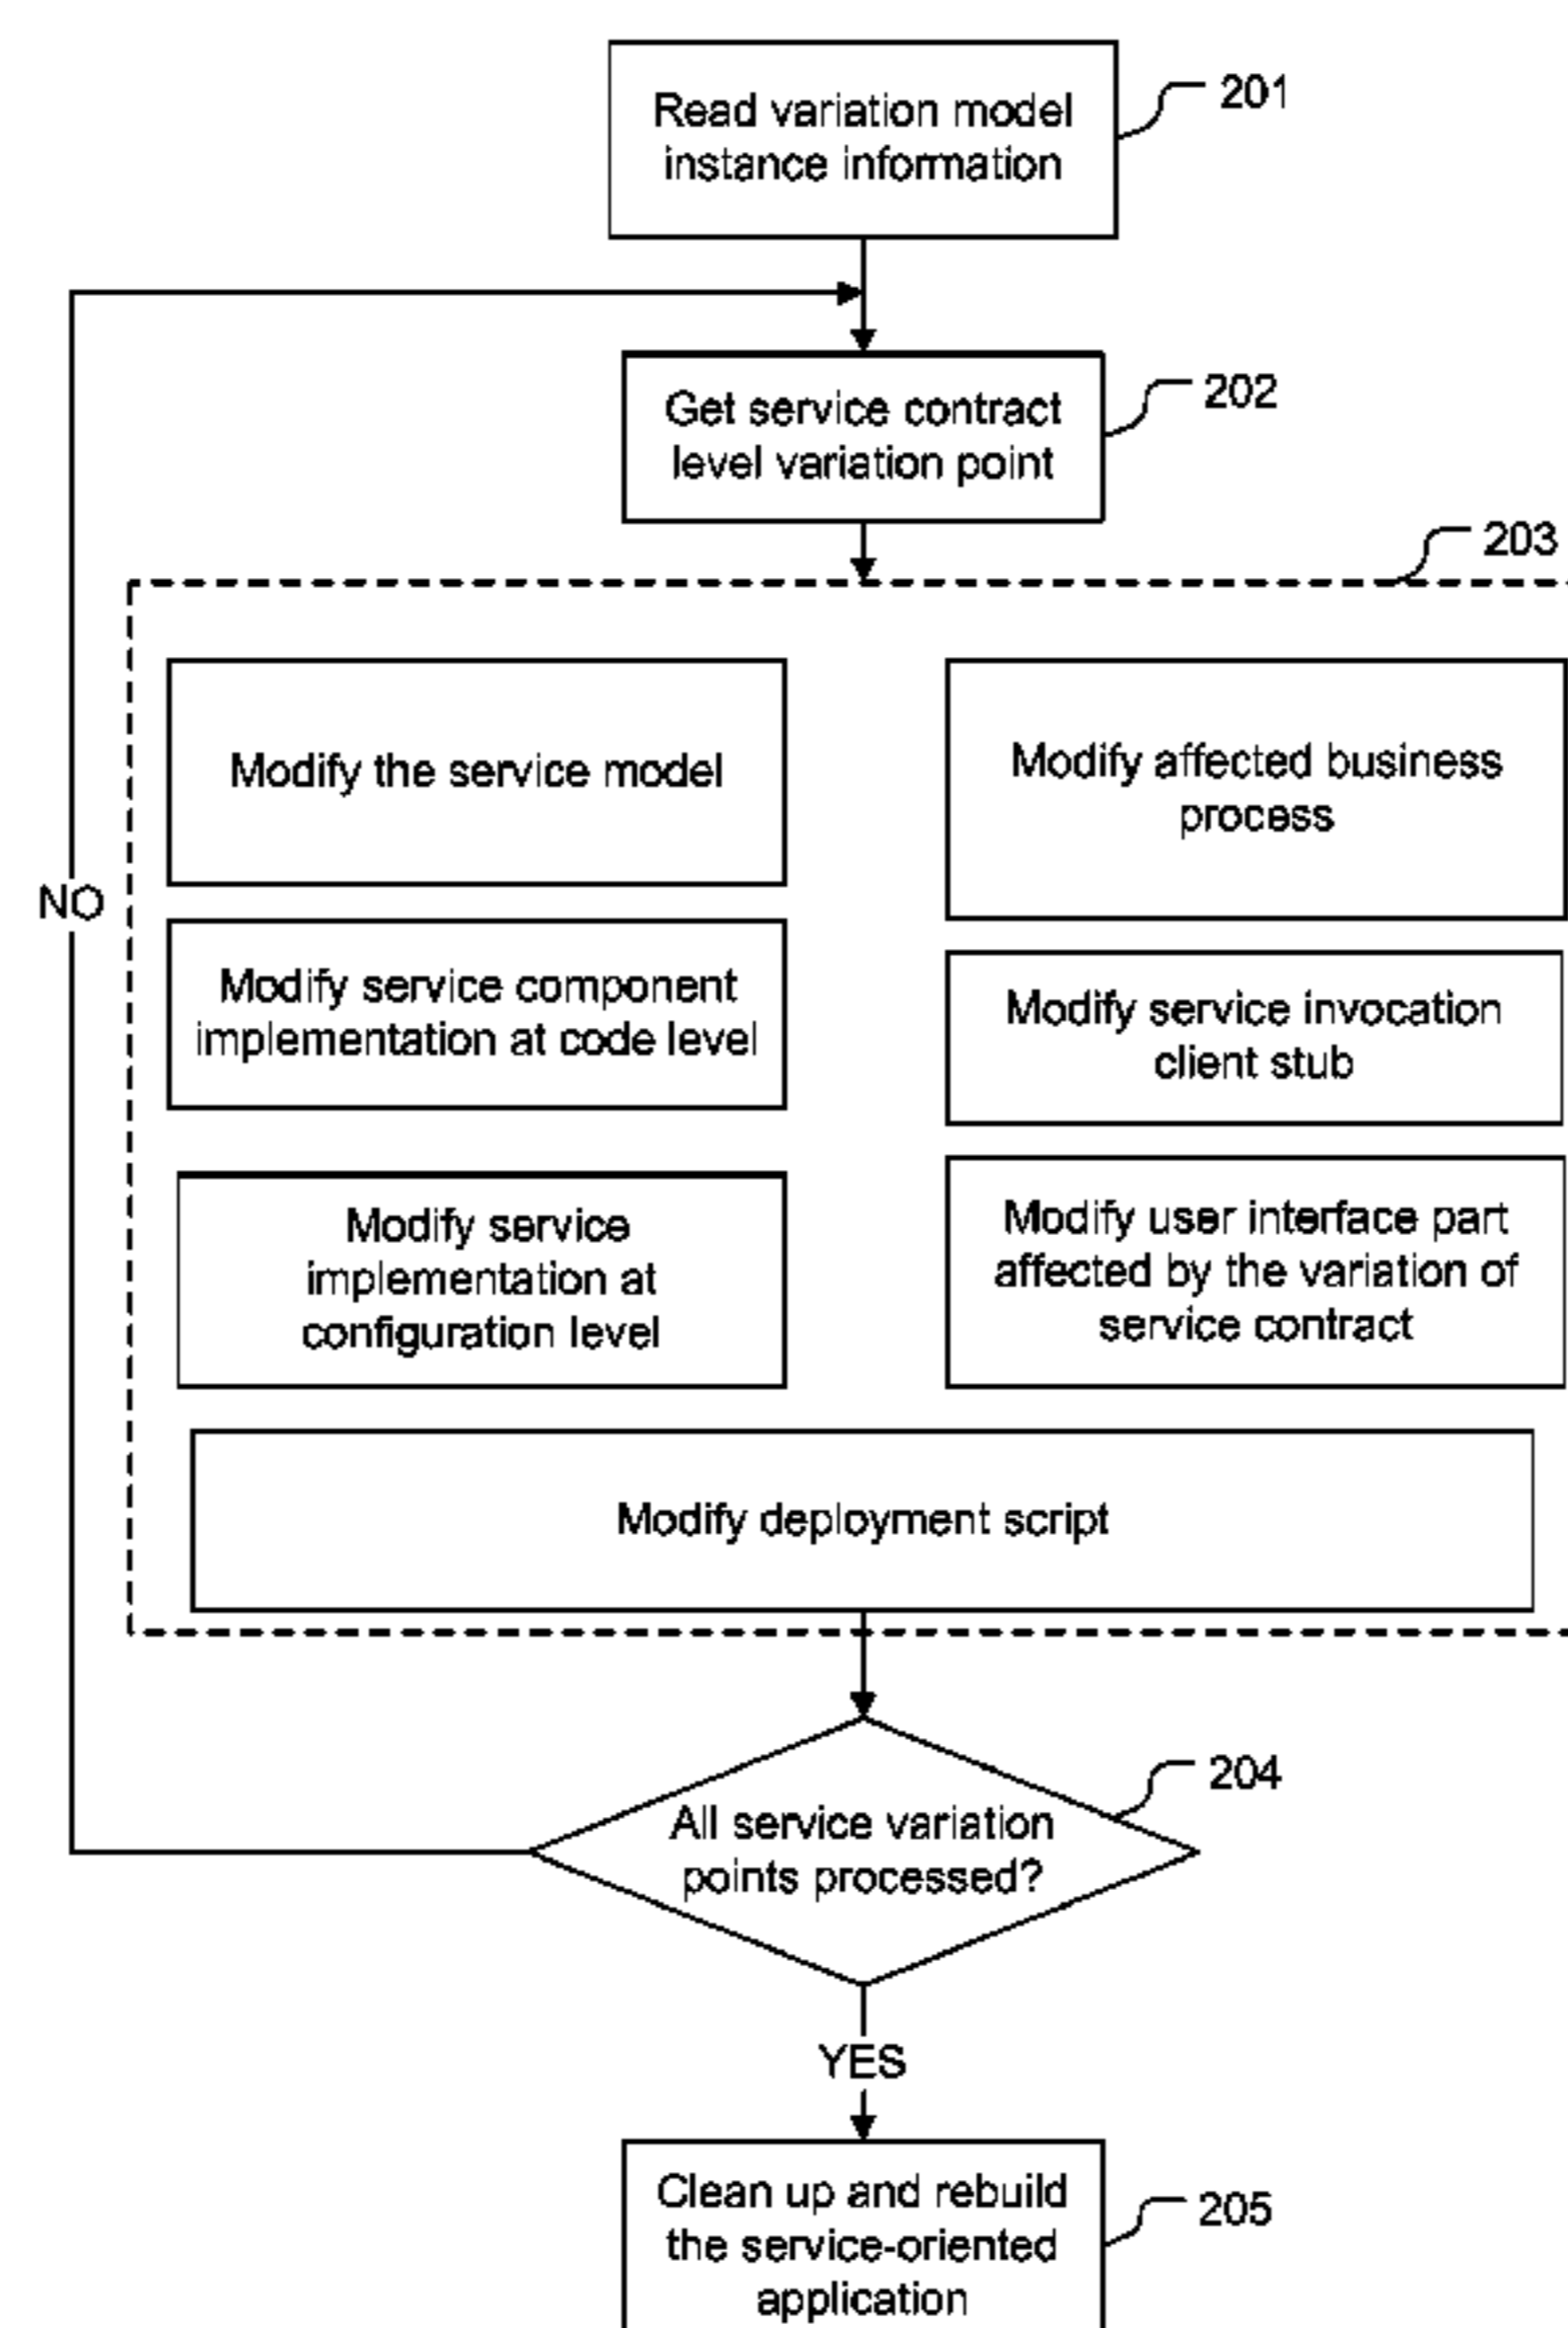 Read variation model
instance information
201
Get service contract
level variation point
202
203
Modify the service model
Modify affected business
process
NO
Modify service component
implementation at code level
Modify service invocation
client stub
Modify service
implementation at
configuration level
Modify user interface part
affected by the variation of
service contract
Modify deployment script
All service variation
points processed?
204
YES
Clean up and rebuild
the service-oriented
application
205